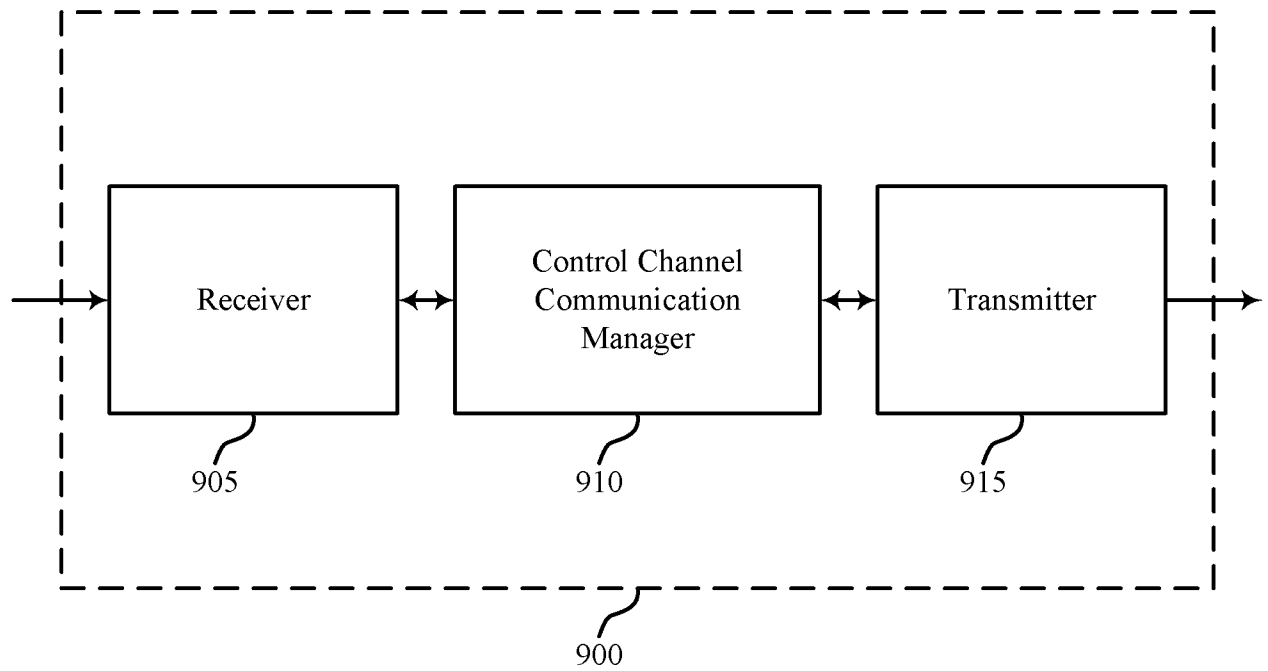 Receiver
Control Channel
Communication
Manager
Transmitter
905
910
915
900